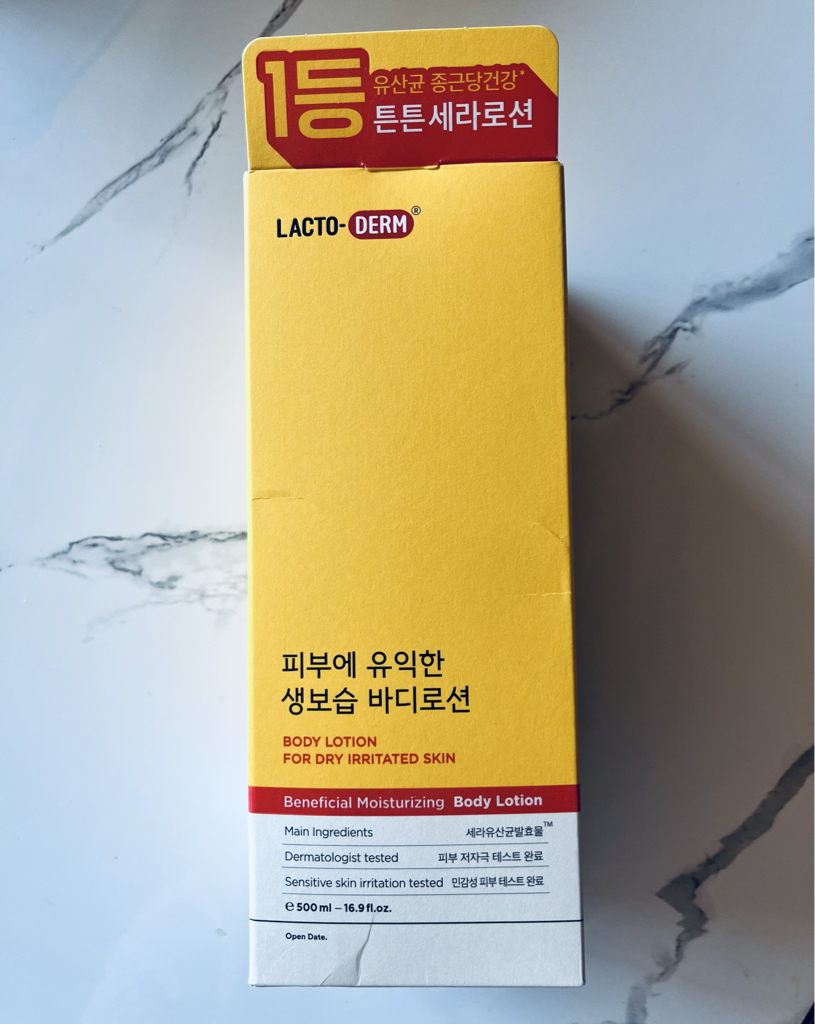 1등
유산균 종근당건강*
튼튼세라로션
LACTO-DERM®
피부에 유익한
생보습 바디로션
BODY LOTION
FOR DRY IRRITATED SKIN
Beneficial Moisturizing Body Lotion
Main Ingredients 세라유산균발효물™
Dermatologist tested 피부 저자극 테스트 완료
Sensitive skin irritation tested 민감성 피부 테스트 완료
℮ 500 ml – 16.9 fl.oz.
Open Date.